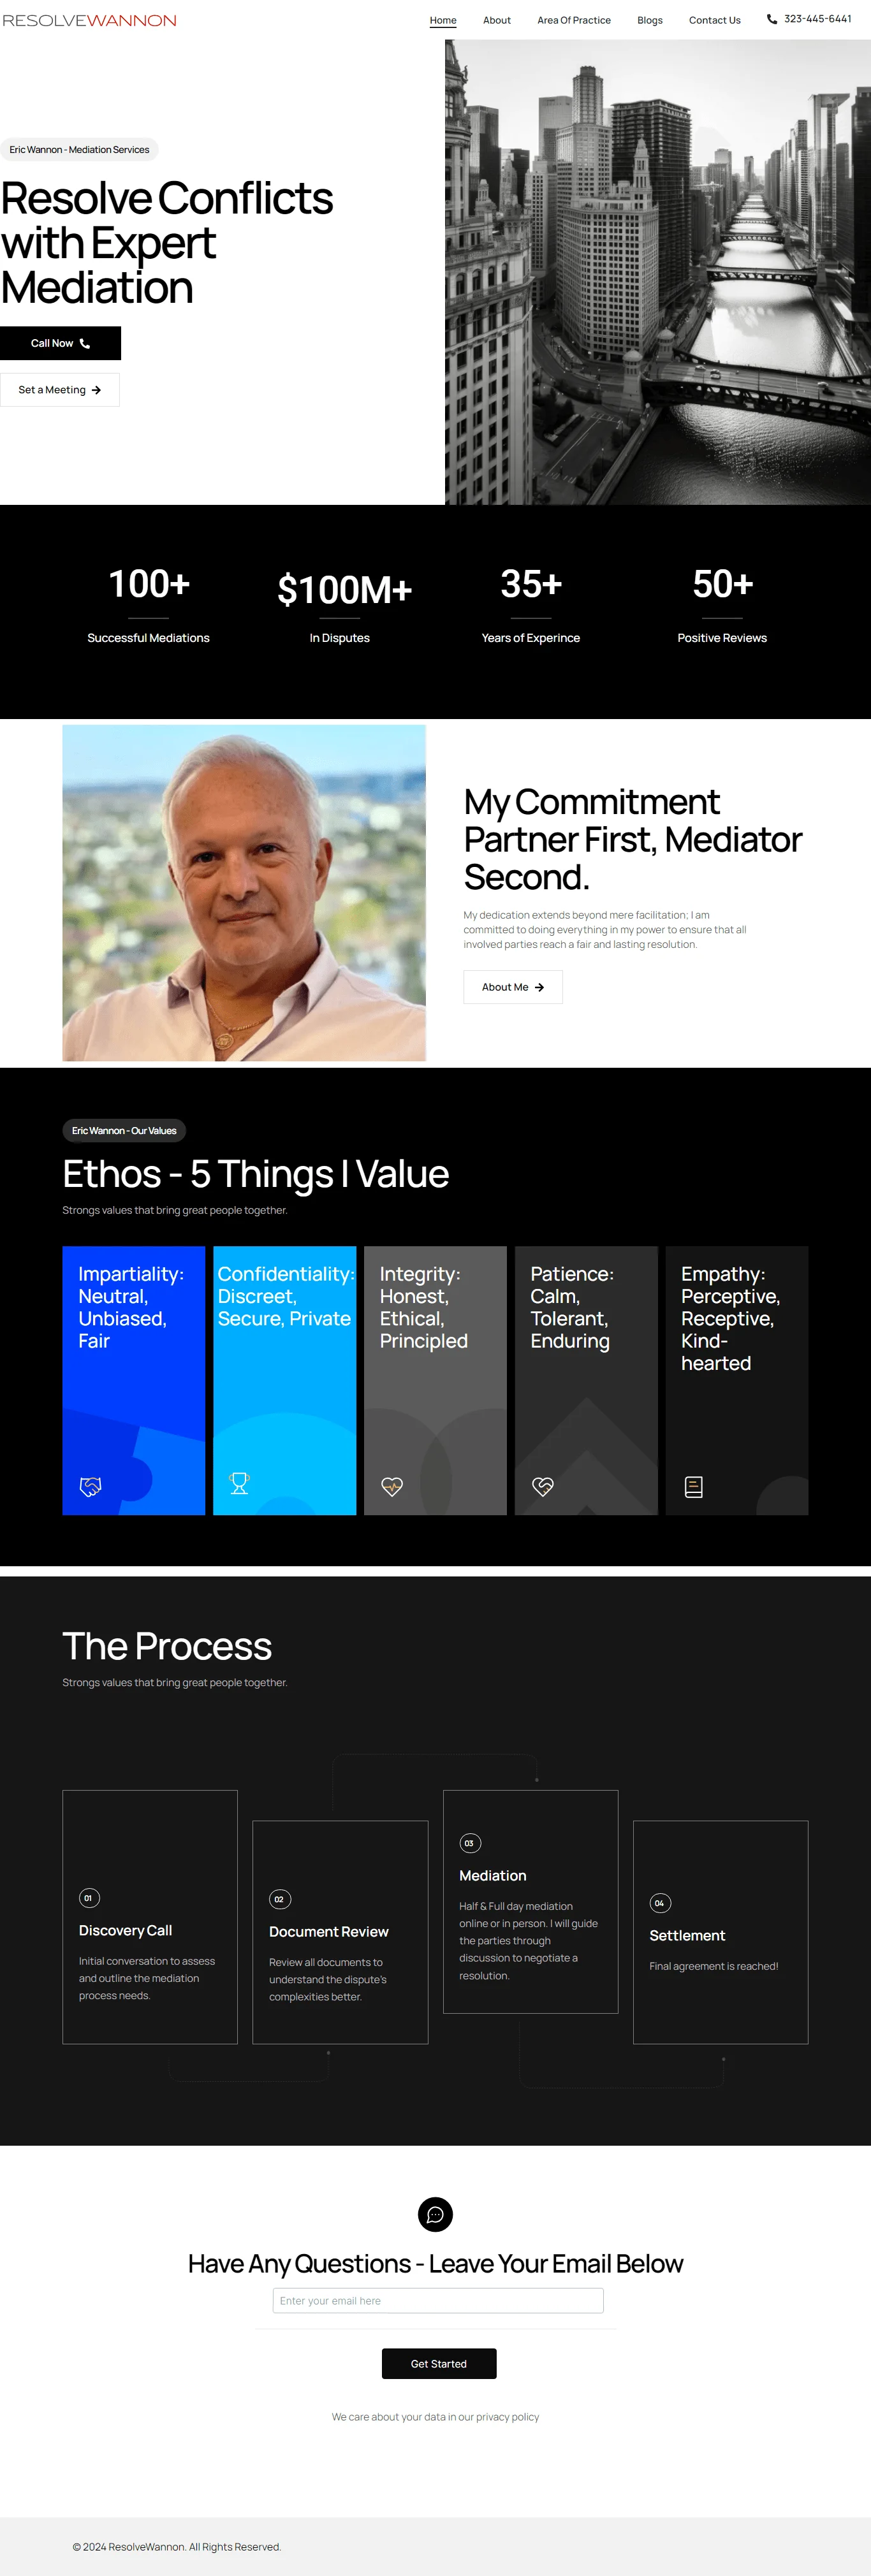 RESOLVEWANNON
Home
About
Area Of Practice
Blogs
Contact Us
323-445-6441
Eric Wannon - Mediation Services
Resolve Conflicts
with Expert
Mediation
Call Now
Set a Meeting
100+
Successful Mediations
$100M+
In Disputes
35+
Years of Experince
50+
Positive Reviews
My Commitment
Partner First, Mediator
Second.
My dedication extends beyond mere facilitation; I am
committed to doing everything in my power to ensure that all
involved parties reach a fair and lasting resolution.
About Me
Eric Wannon - Our Values
Ethos - 5 Things I Value
Strongs values that bring great people together.
Impartiality:
Neutral,
Unbiased,
Fair
Confidentiality:
Discreet,
Secure, Private
Integrity:
Honest,
Ethical,
Principled
Patience:
Calm,
Tolerant,
Enduring
Empathy:
Perceptive,
Receptive,
Kind-
hearted
The Process
Strongs values that bring great people together.
01
Discovery Call
Initial conversation to assess
and outline the mediation
process needs.
02
Document Review
Review all documents to
understand the dispute's
complexities better.
03
Mediation
Half & Full day mediation
online or in person. I will guide
the parties through
discussion to negotiate a
resolution.
04
Settlement
Final agreement is reached!
Have Any Questions - Leave Your Email Below
Enter your email here
Get Started
We care about your data in our privacy policy
© 2024 ResolveWannon. All Rights Reserved.